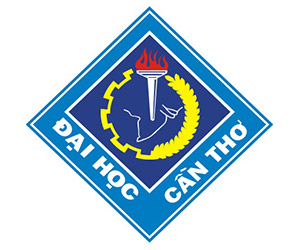 ĐẠI HỌC
CẦN THƠ